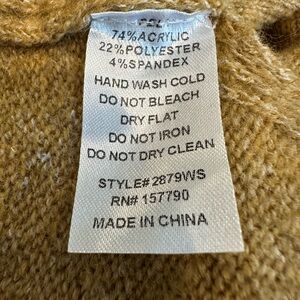 74%ACRYLIC
22%POLYESTER
4%SPANDEX
HAND WASH COLD
DO NOT BLEACH
DRY FLAT
DO NOT IRON
DO NOT DRY CLEAN
STYLE# 2879WS
RN# 157790
MADE IN CHINA